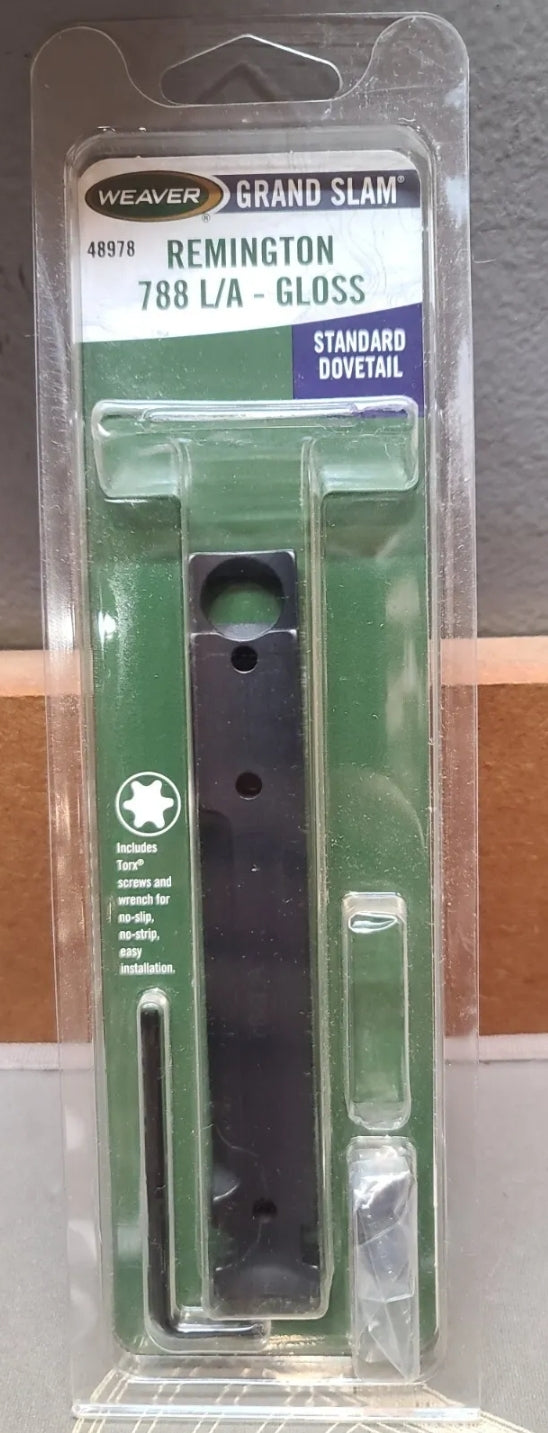 WEAVER® GRAND SLAM®
48978 REMINGTON
788 L/A - GLOSS
STANDARD
DOVETAIL
Includes
Torx®
screws and
wrench for
no-slip,
no-strip,
easy
installation.